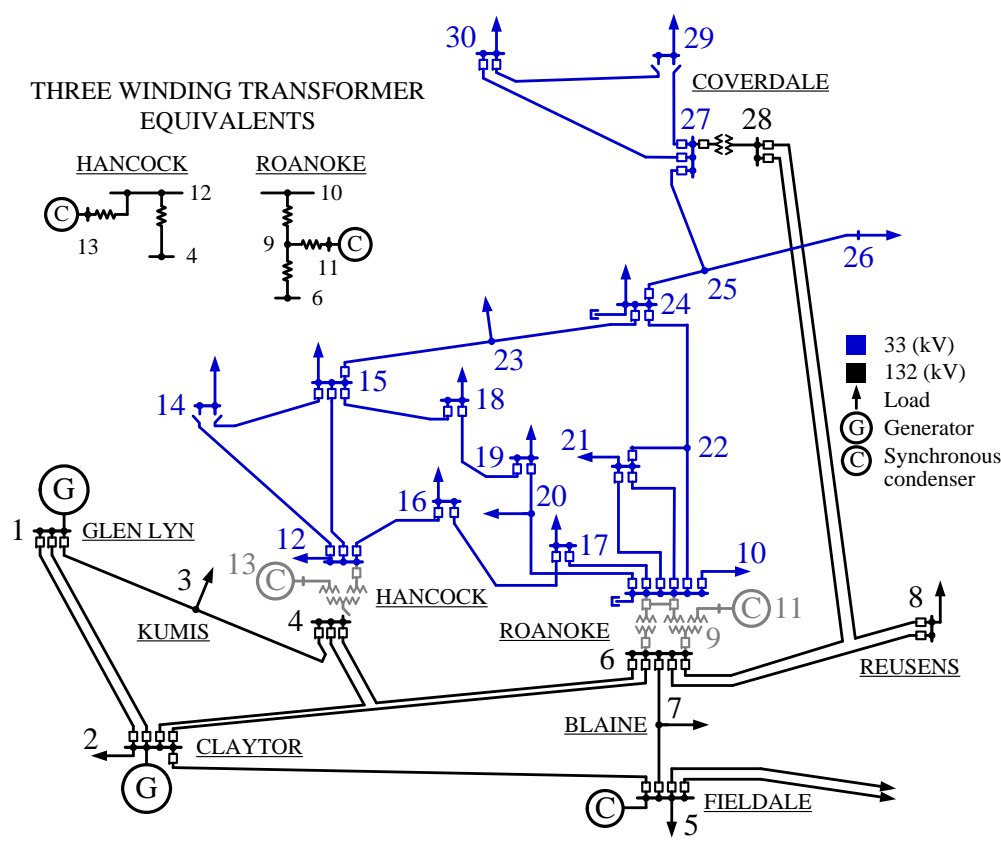 30
29
COVERDALE
THREE WINDING TRANSFORMER
EQUIVALENTS
27
28
HANCOCK
ROANOKE
12
10
C
13
4
9
C
11
6
26
25
24
23
33 (kV)
132 (kV)
Load
G Generator
C Synchronous
condenser
15
14
18
21
22
19
20
16
17
G
1
GLEN LYN
12
10
13
C
3
HANCOCK
C
11
KUMIS
4
ROANOKE
9
8
6
REUSENS
7
BLAINE
2
CLAYTOR
G
C
FIELDALE
5